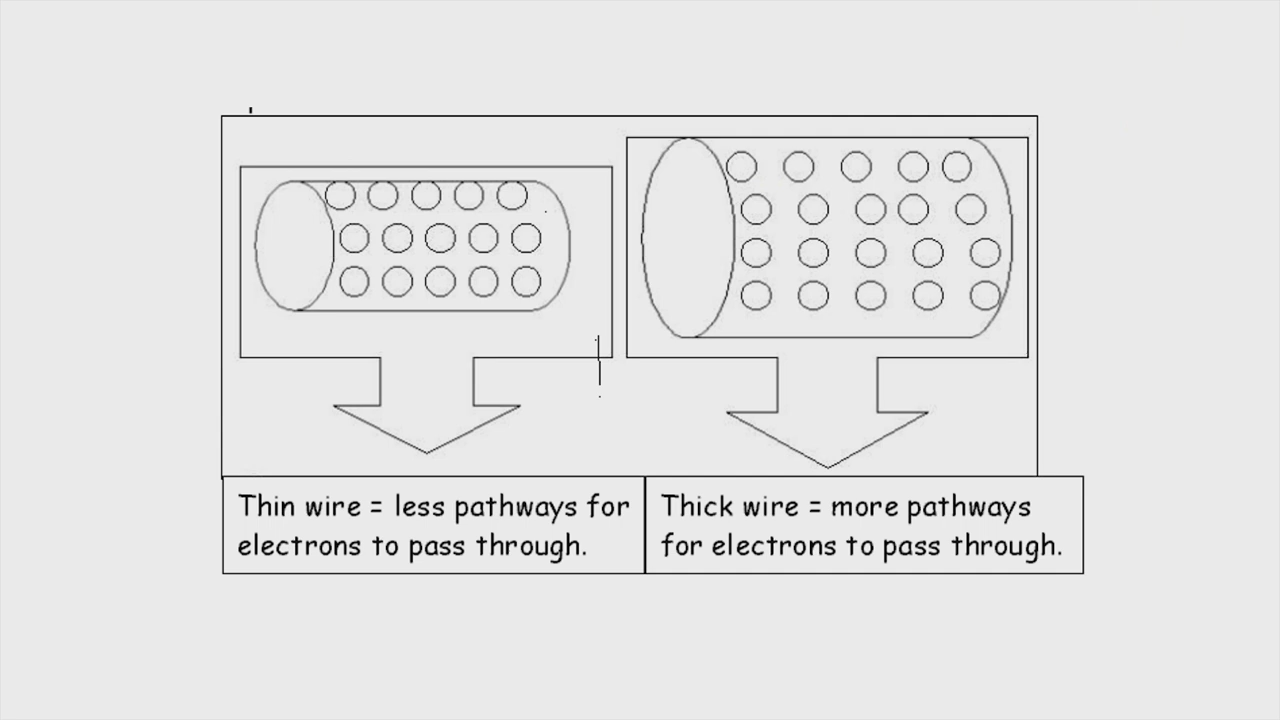 Thin wire = less pathways for
electrons to pass through.
Thick wire = more pathways
for electrons to pass through.